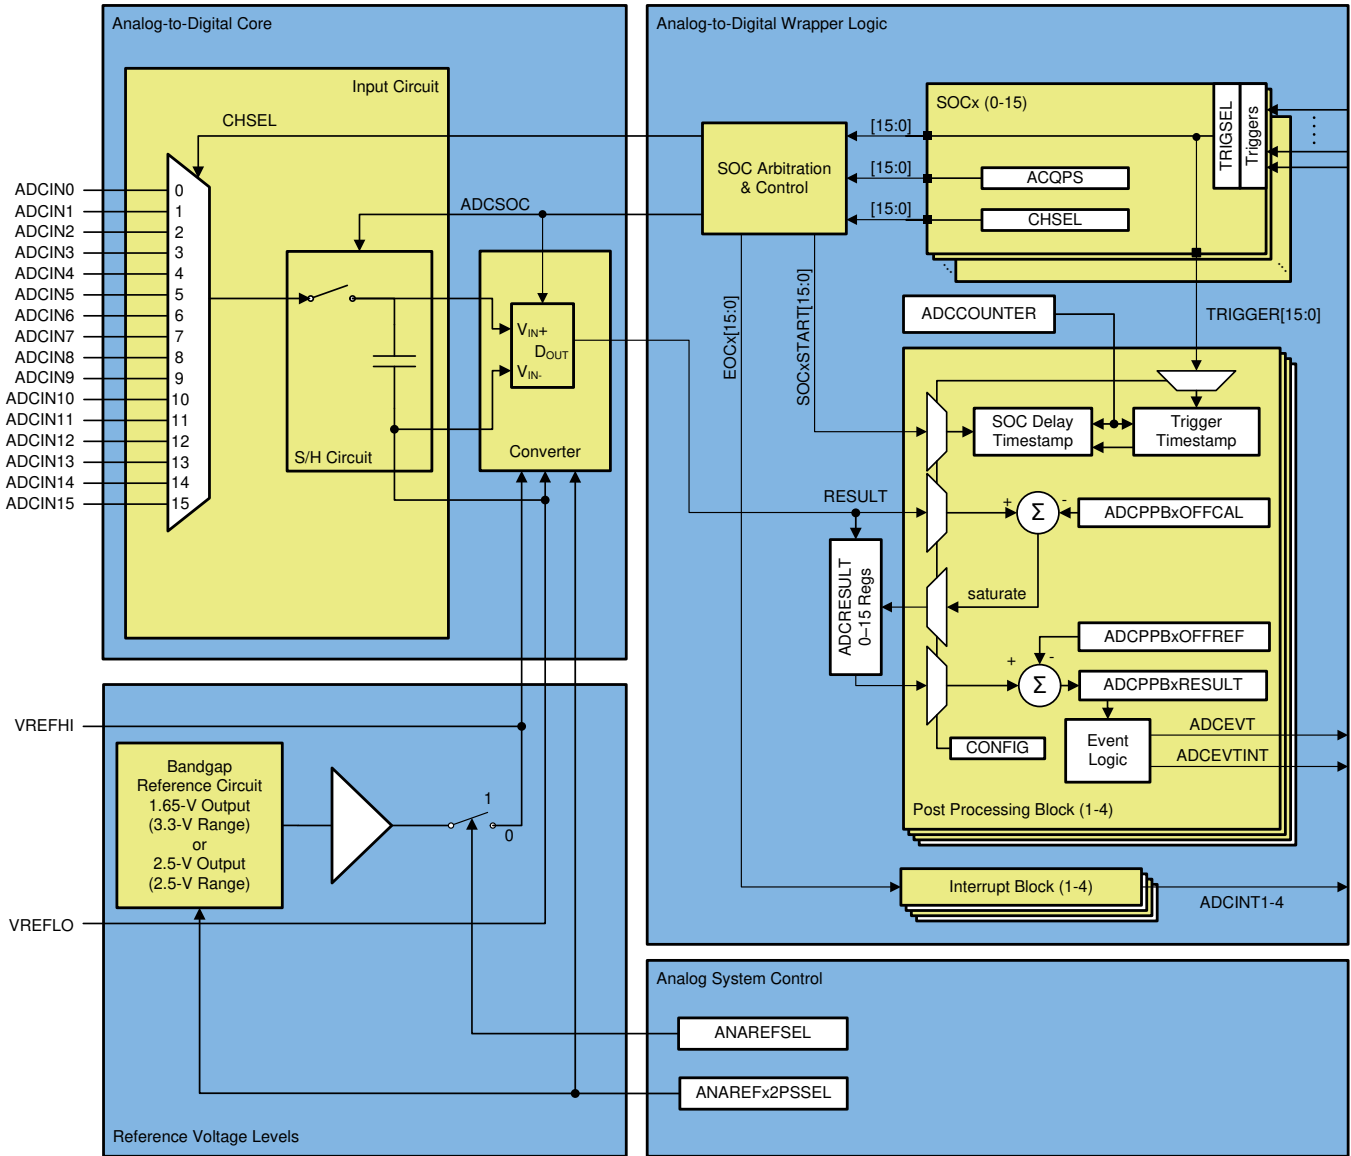 Analog-to-Digital Core
Input Circuit
CHSEL
ADCIN0
ADCIN1
ADCIN2
ADCIN3
ADCIN4
ADCIN5
ADCIN6
ADCIN7
ADCIN8
ADCIN9
ADCIN10
ADCIN11
ADCIN12
ADCIN13
ADCIN14
ADCIN15
0
1
2
3
4
5
6
7
8
9
10
11
12
13
14
15
ADCSOC
S/H Circuit
VIN+
DOUT
VIN-
Converter
Analog-to-Digital Wrapper Logic
SOC Arbitration
& Control
[15:0]
[15:0]
[15:0]
SOCx (0-15)
TRIGSEL
Triggers
ACQPS
CHSEL
EOCx[15:0]
SOCxSTART[15:0]
ADCCOUNTER
TRIGGER[15:0]
SOC Delay
Timestamp
Trigger
Timestamp
RESULT
+
Σ
-
ADCPPBxOFFCAL
ADCRESULT
0–15 Regs
saturate
ADCPPBxOFFREF
+
-
Σ
ADCPPBxRESULT
CONFIG
Event
Logic
ADCEVT
ADCEVTINT
Post Processing Block (1-4)
Interrupt Block (1-4)
ADCINT1-4
VREFHI
Bandgap
Reference Circuit
1.65-V Output
(3.3-V Range)
or
2.5-V Output
(2.5-V Range)
1
0
VREFLO
Reference Voltage Levels
Analog System Control
ANAREFSEL
ANAREFx2PSSEL